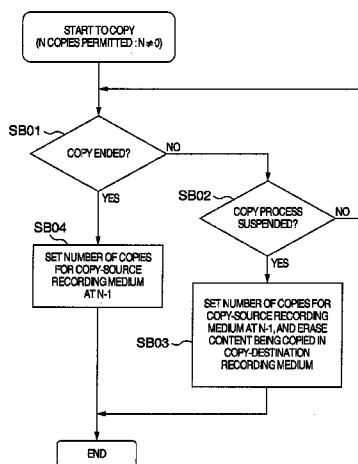 START TO COPY
(N COPIES PERMITTED : N ≠ 0)
SB01
COPY ENDED?
NO
YES
SB02
COPY PROCESS
SUSPENDED?
NO
YES
SB04
SET NUMBER OF COPIES
FOR COPY-SOURCE
RECORDING MEDIUM
AT N-1
SB03
SET NUMBER OF COPIES FOR
COPY-SOURCE RECORDING
MEDIUM AT N-1, AND ERASE
CONTENT BEING COPIED IN
COPY-DESTINATION
RECORDING MEDIUM
END